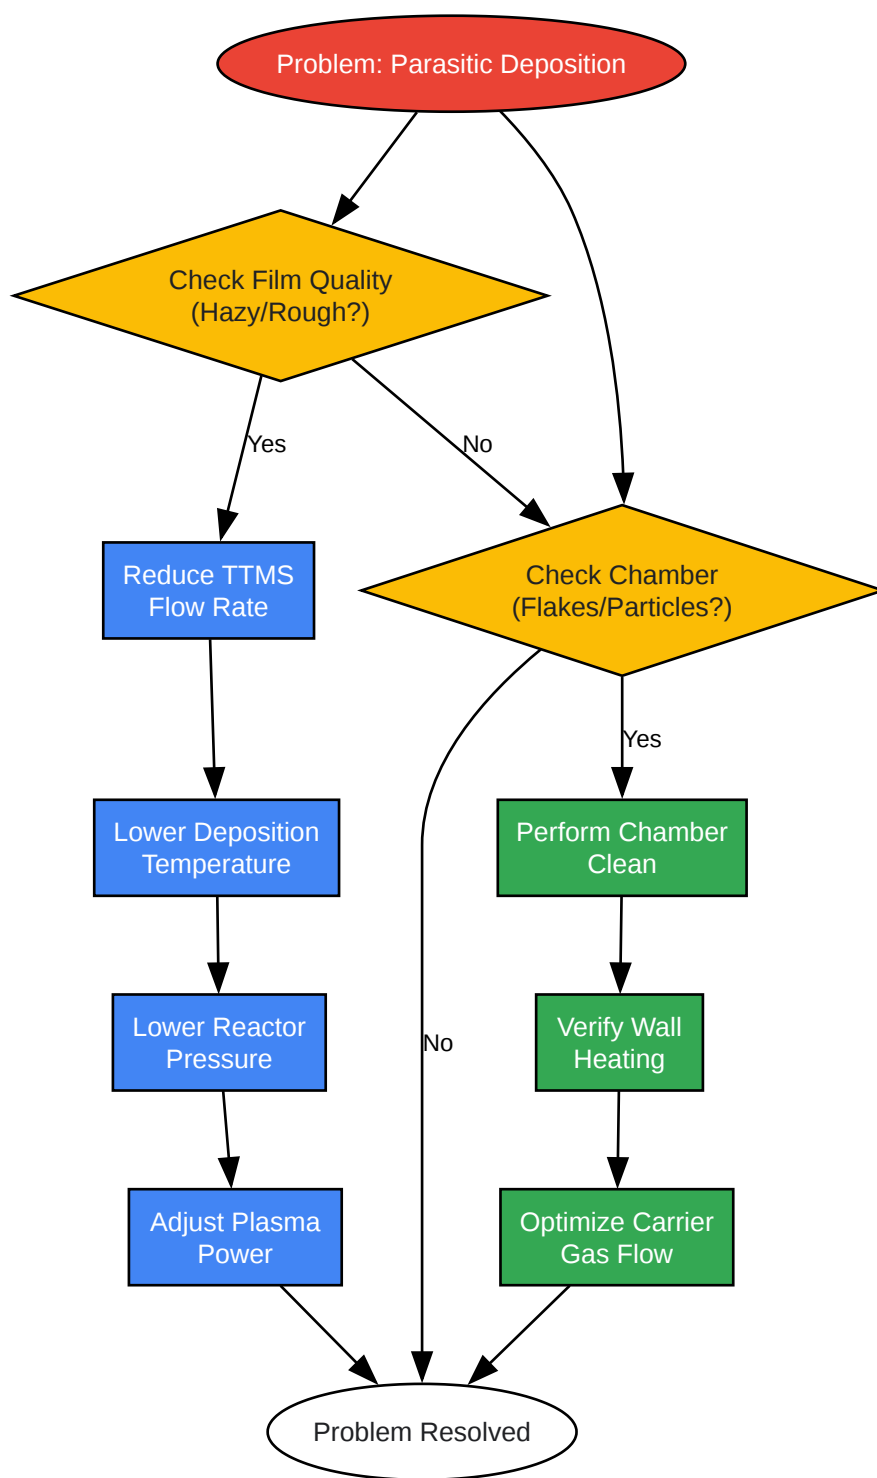 Problem: Parasitic Deposition
Check Film Quality
(Hazy/Rough?)
Yes
No
Reduce TTMS
Flow Rate
Check Chamber
(Flakes/Particles?)
Yes
Lower Deposition
Temperature
Perform Chamber
Clean
Lower Reactor
Pressure
No
Verify Wall
Heating
Adjust Plasma
Power
Optimize Carrier
Gas Flow
Problem Resolved